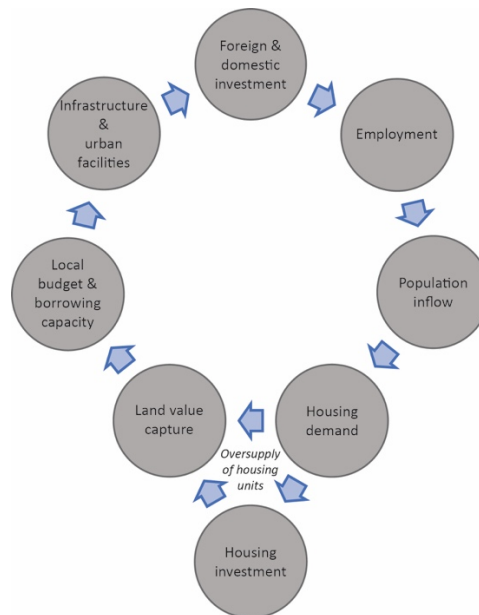 Foreign &
domestic
investment
Infrastructure
&
urban
facilities
Employment
Local
budget &
borrowing
capacity
Population
inflow
Land value
capture
Housing
demand
Oversupply
of housing
units
Housing
investment